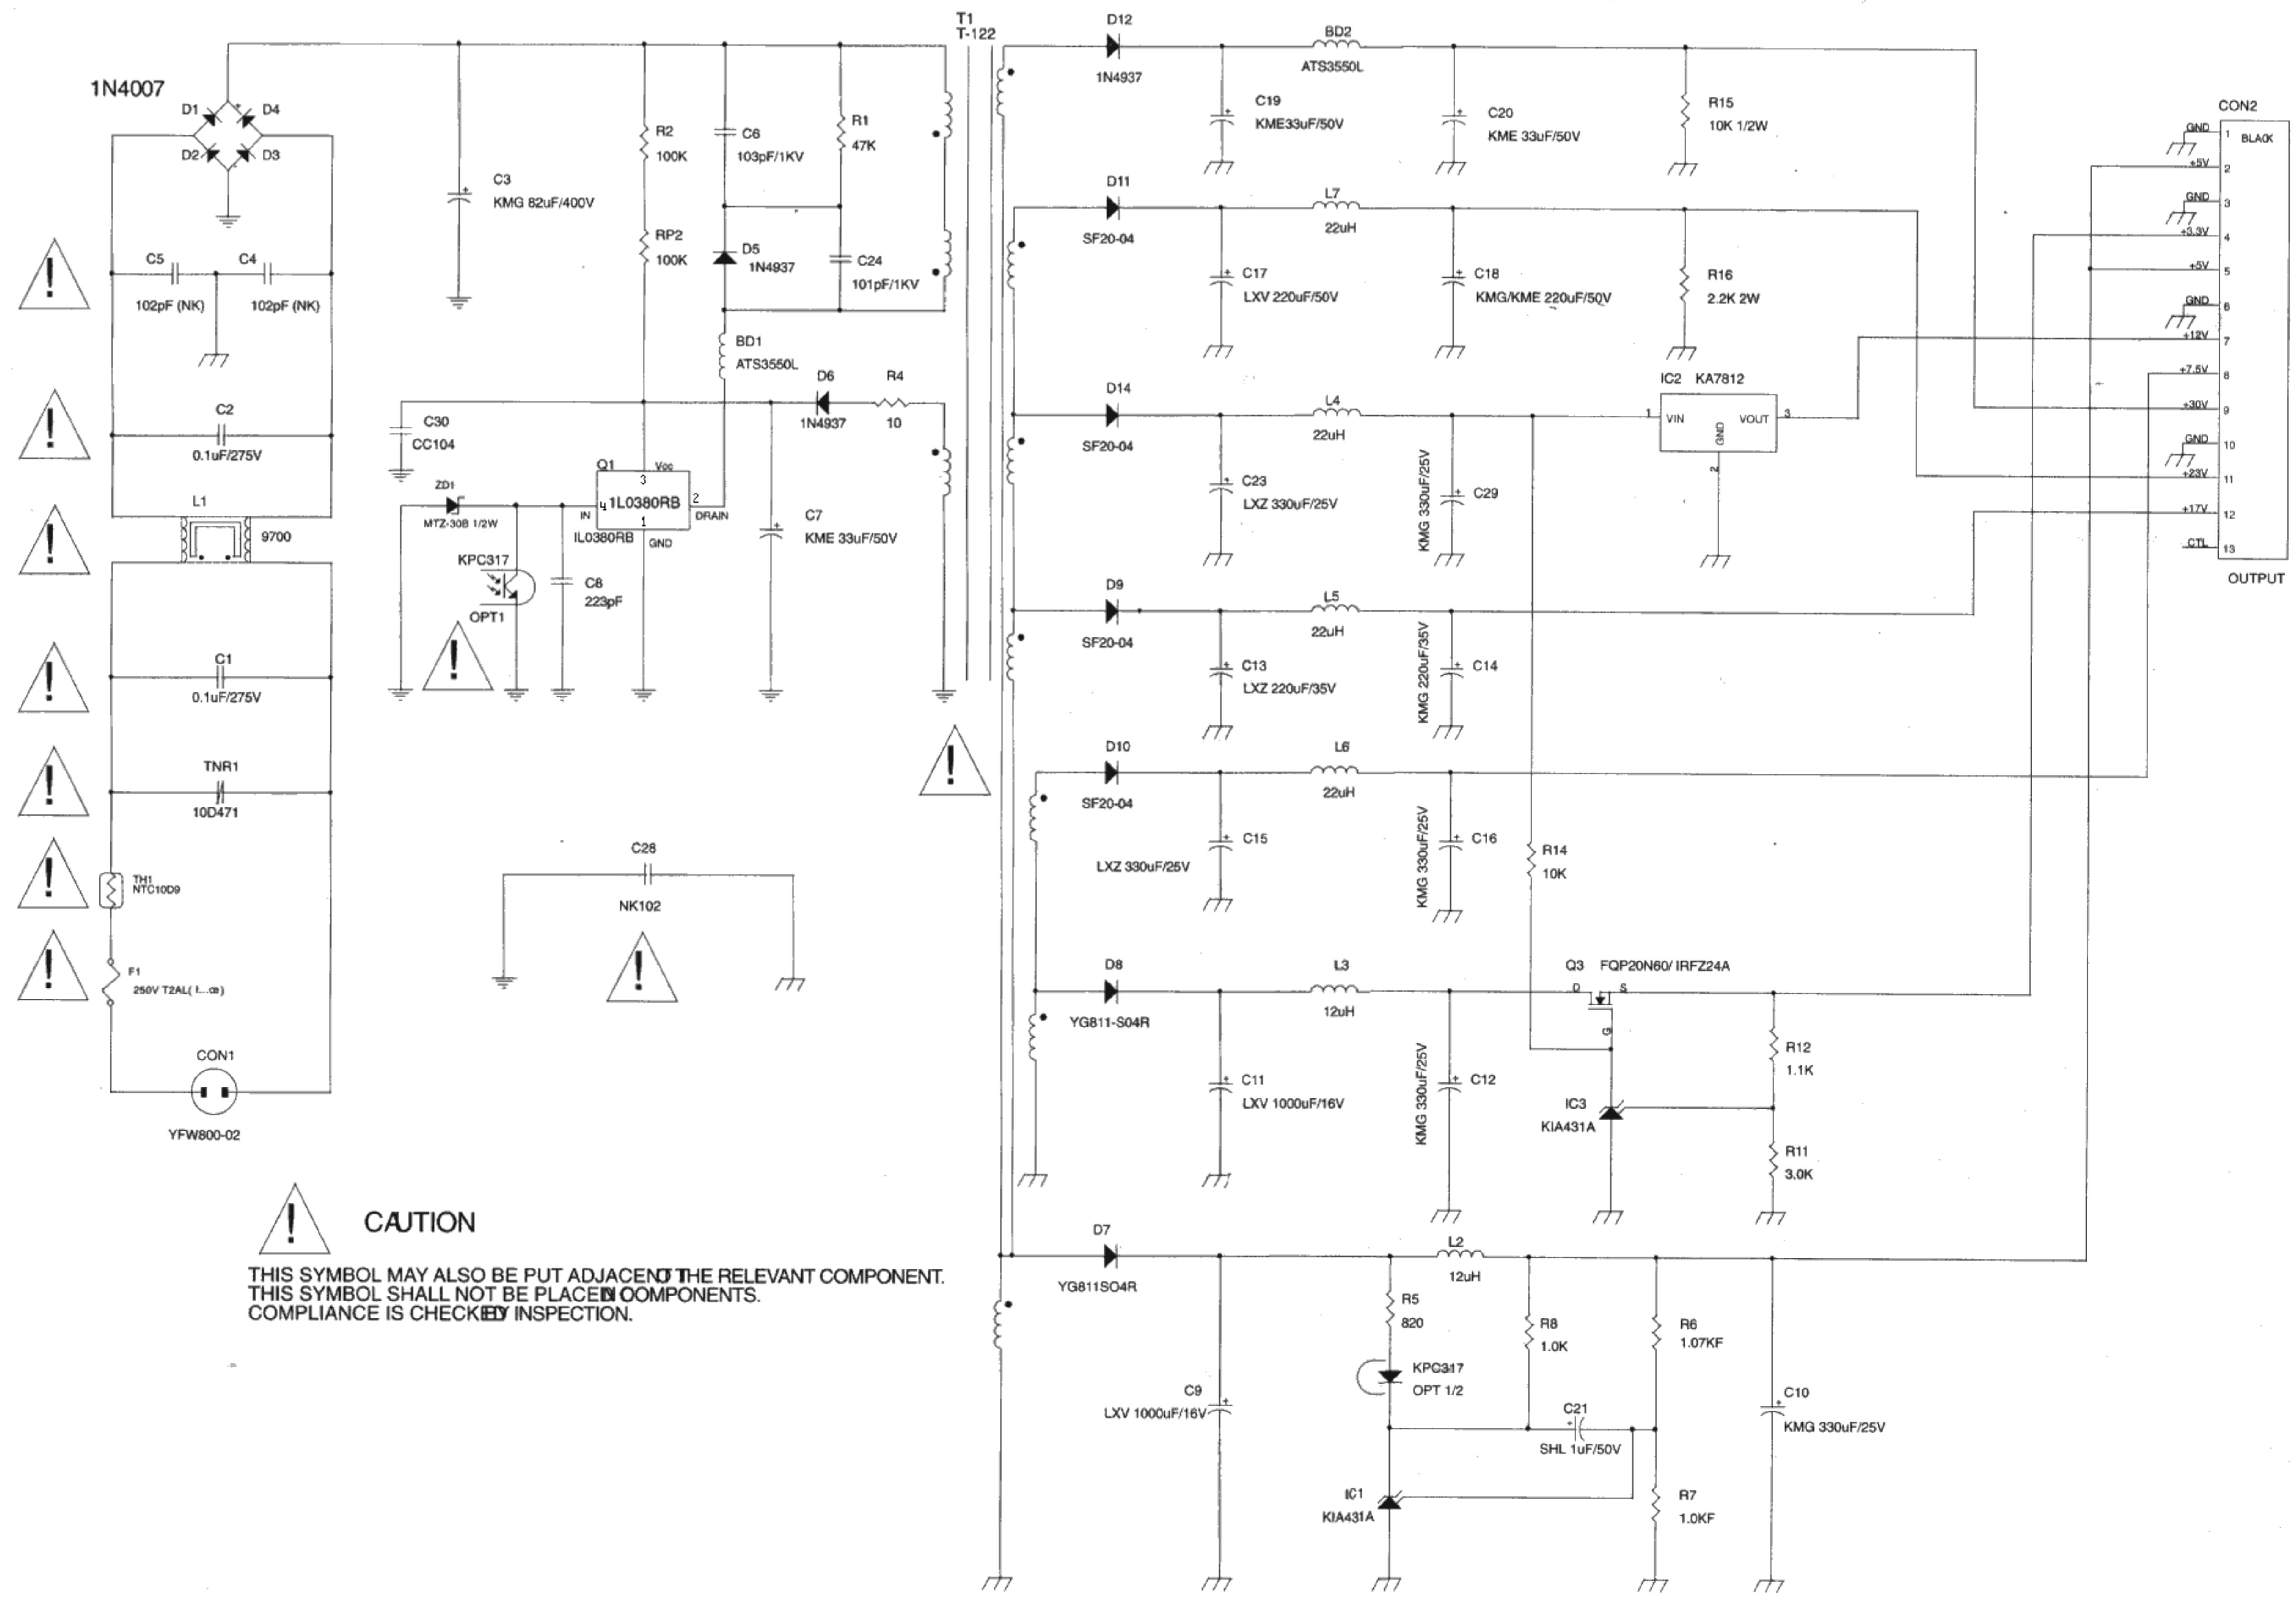 T1
T-122
D12
1N4937
BD2
ATS3550L
C19
KME33uF/50V
C20
KME 33uF/50V
R15
10K 1/2W
1N4007
D1
D4
D2
D3
+
C3
KMG 82uF/400V
R2
100K
RP2
100K
C6
103pF/1KV
R1
47K
D5
1N4937
C24
101pF/1KV
BD1
ATS3550L
D6
1N4937
R4
10
C5
102pF (NK)
C4
102pF (NK)
C2
0.1uF/275V
L1
9700
C1
0.1uF/275V
TNR1
10D471
TH1
NTC10D9
F1
250V T2AL(
CON1
YFW800-02
C30
CC104
ZD1
MTZ-30B 1/2W
Q1
Vcc
3
4
1L0380RB
2
1
IN
DRAIN
IL0380RB
GND
KPC317
OPT1
C8
223pF
C7
KME 33uF/50V
C28
NK102
D11
SF20-04
L7
22uH
C17
LXV 220uF/50V
C18
KMG/KME 220uF/50V
R16
2.2K 2W
D14
SF20-04
L4
22uH
C23
LXZ 330uF/25V
KMG 330uF/25V
C29
IC2 KA7812
1
VIN
VOUT
3
GND
2
D9
SF20-04
L5
22uH
C13
LXZ 220uF/35V
KMG 220uF/35V
C14
D10
SF20-04
L6
22uH
C15
LXZ 330uF/25V
KMG 330uF/25V
C16
R14
10K
D8
YG811-S04R
L3
12uH
C11
LXV 1000uF/16V
KMG 330uF/25V
C12
Q3 FQP20N60/ IRFZ24A
D
S
G
R12
1.1K
IC3
KIA431A
R11
3.0K
D7
YG811SO4R
L2
12uH
C9
LXV 1000uF/16V
R5
820
KPC317
OPT 1/2
R8
1.0K
R6
1.07KF
C21
SHL 1uF/50V
IC1
KIA431A
R7
1.0KF
C10
KMG 330uF/25V
CON2
BLACK
GND 1
+5V 2
GND 3
+3.3V 4
+5V 5
GND 6
+12V 7
+7.5V 8
+30V 9
GND 10
+23V 11
+17V 12
CTL 13
OUTPUT
! CAUTION
THIS SYMBOL MAY ALSO BE PUT ADJACENT THE RELEVANT COMPONENT.
THIS SYMBOL SHALL NOT BE PLACED COMPONENTS.
COMPLIANCE IS CHECKED INSPECTION.